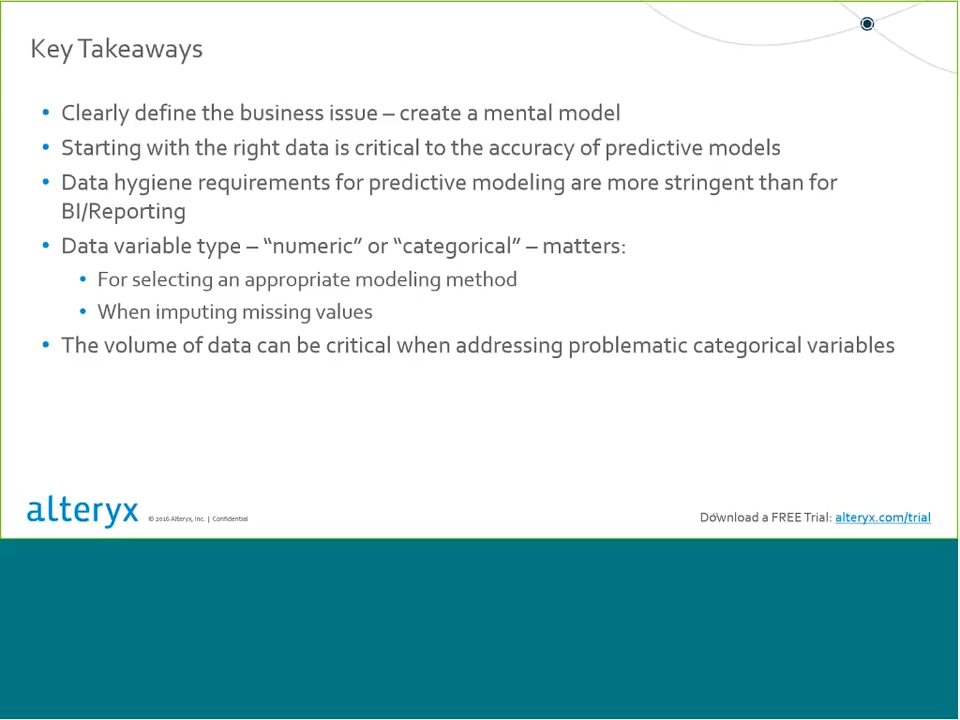 Key Takeaways
• Clearly define the business issue – create a mental model
• Starting with the right data is critical to the accuracy of predictive models
• Data hygiene requirements for predictive modeling are more stringent than for
BI/Reporting
• Data variable type – “numeric” or “categorical” – matters:
• For selecting an appropriate modeling method
• When imputing missing values
• The volume of data can be critical when addressing problematic categorical variables
alteryx © 2016 Alteryx, Inc. | Confidential
Download a FREE Trial: alteryx.com/trial